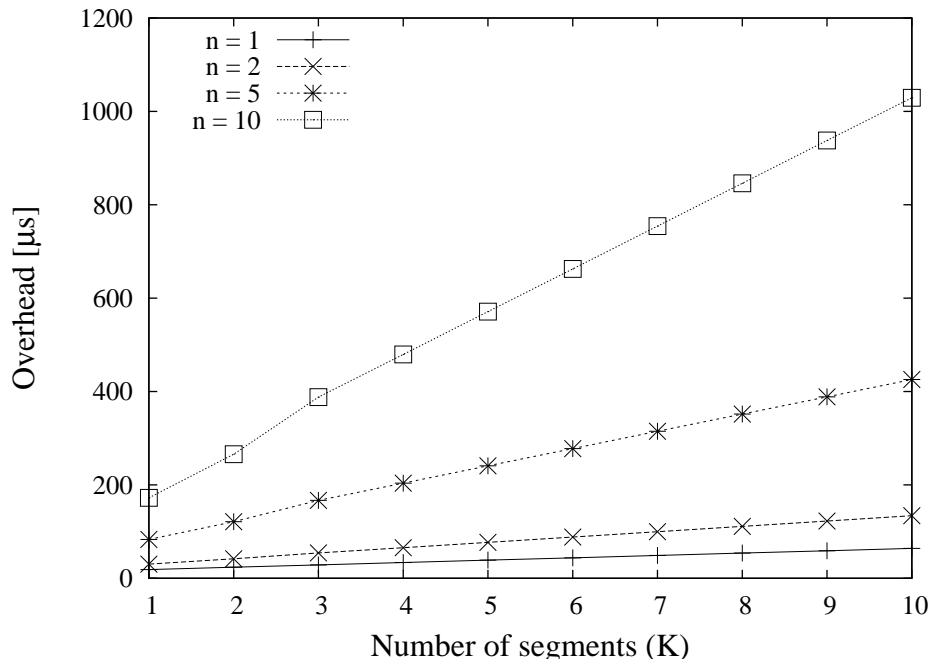 1200
1000
800
600
400
200
0
Overhead [μs]
n = 1
n = 2
n = 5
n = 10
1 2 3 4 5 6 7 8 9 10
Number of segments (K)